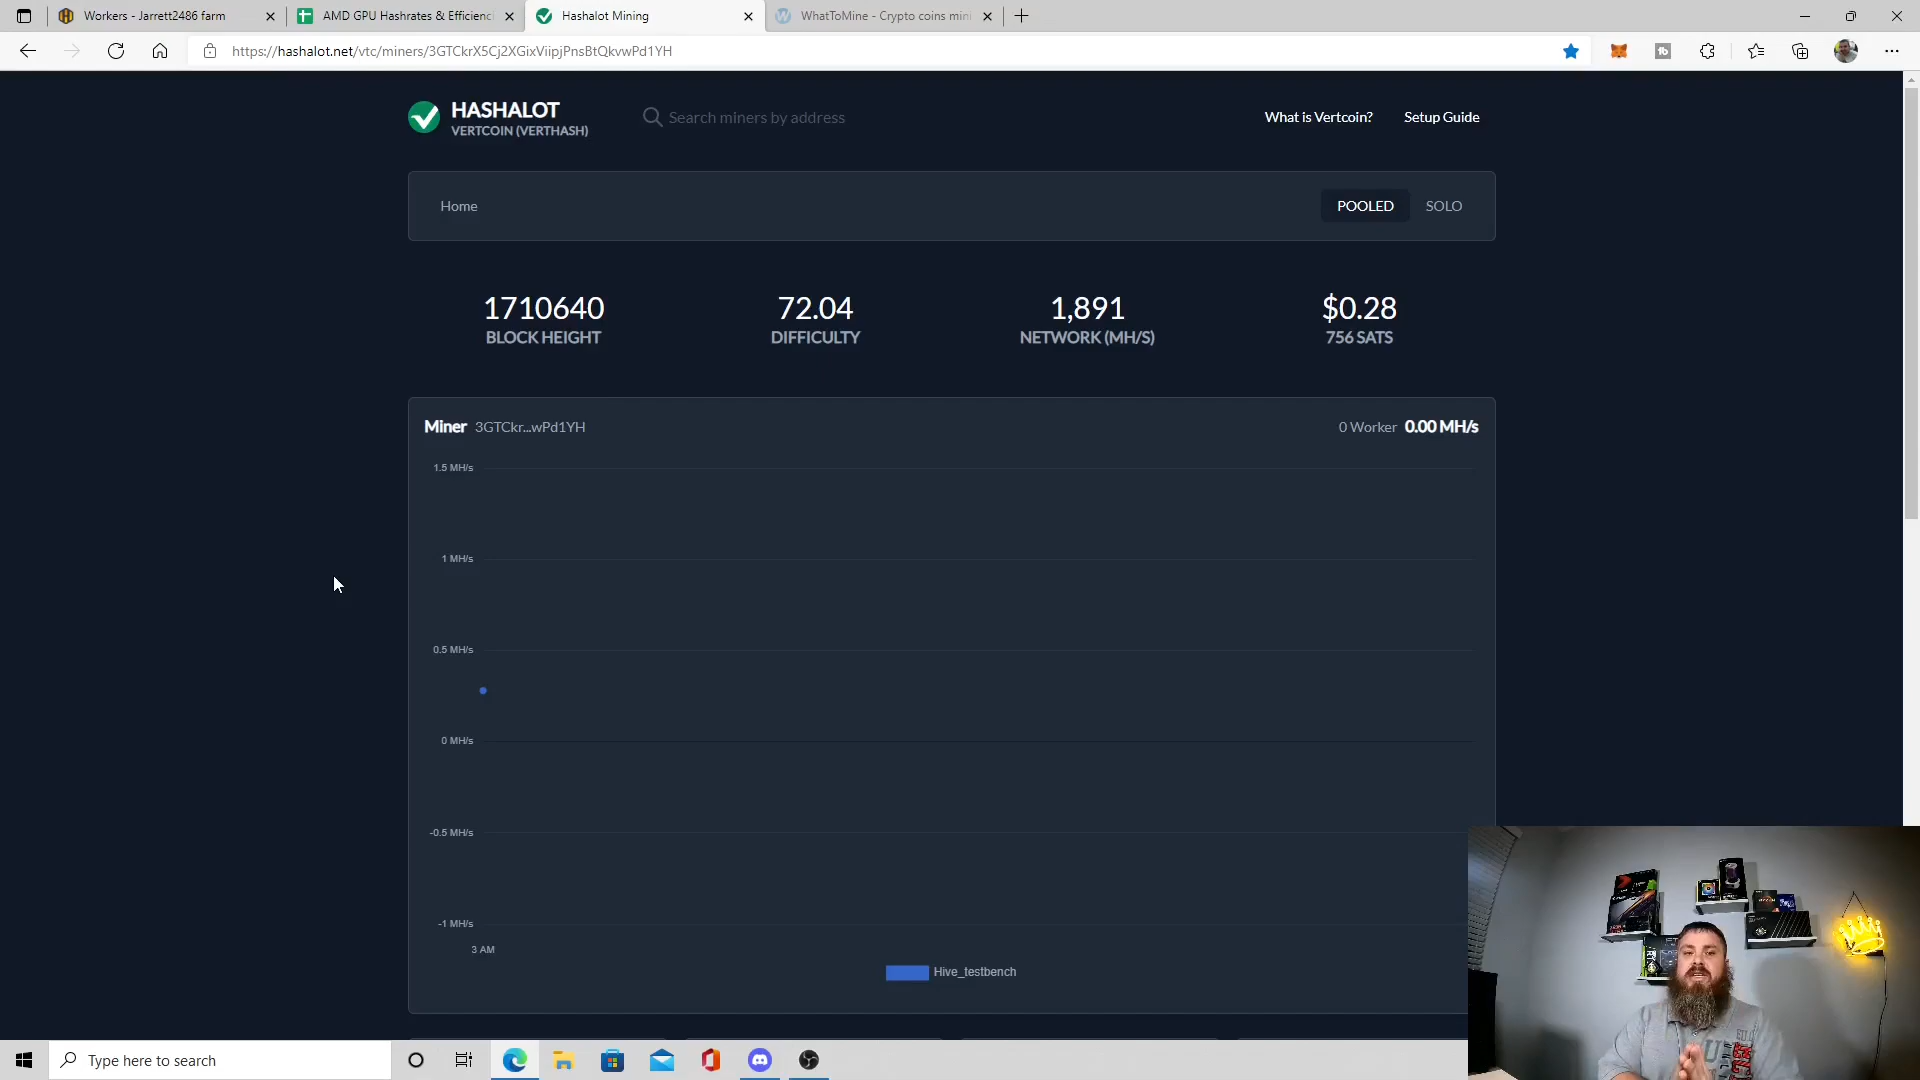 Workers - Jarrett2486 farm
AMD GPU Hashrates & Efficienci
Hashalot Mining
WhatToMine - Crypto coins mini
https://hashalot.net/vtc/miners/3GTCkrX5Cj2XGixViipjPnsBtQkvwPd1YH
HASHALOT
VERTCOIN (VERTHASH)
Search miners by address
What is Vertcoin?
Setup Guide
Home
POOLED
SOLO
1710640
BLOCK HEIGHT
72.04
DIFFICULTY
1,891
NETWORK (MH/S)
$0.28
756 SATS
Miner 3GTCkr...wPd1YH
0 Worker 0.00 MH/s
1.5 MH/s
1 MH/s
0.5 MH/s
0 MH/s
-0.5 MH/s
-1 MH/s
3 AM
Hive_testbench
Type here to search